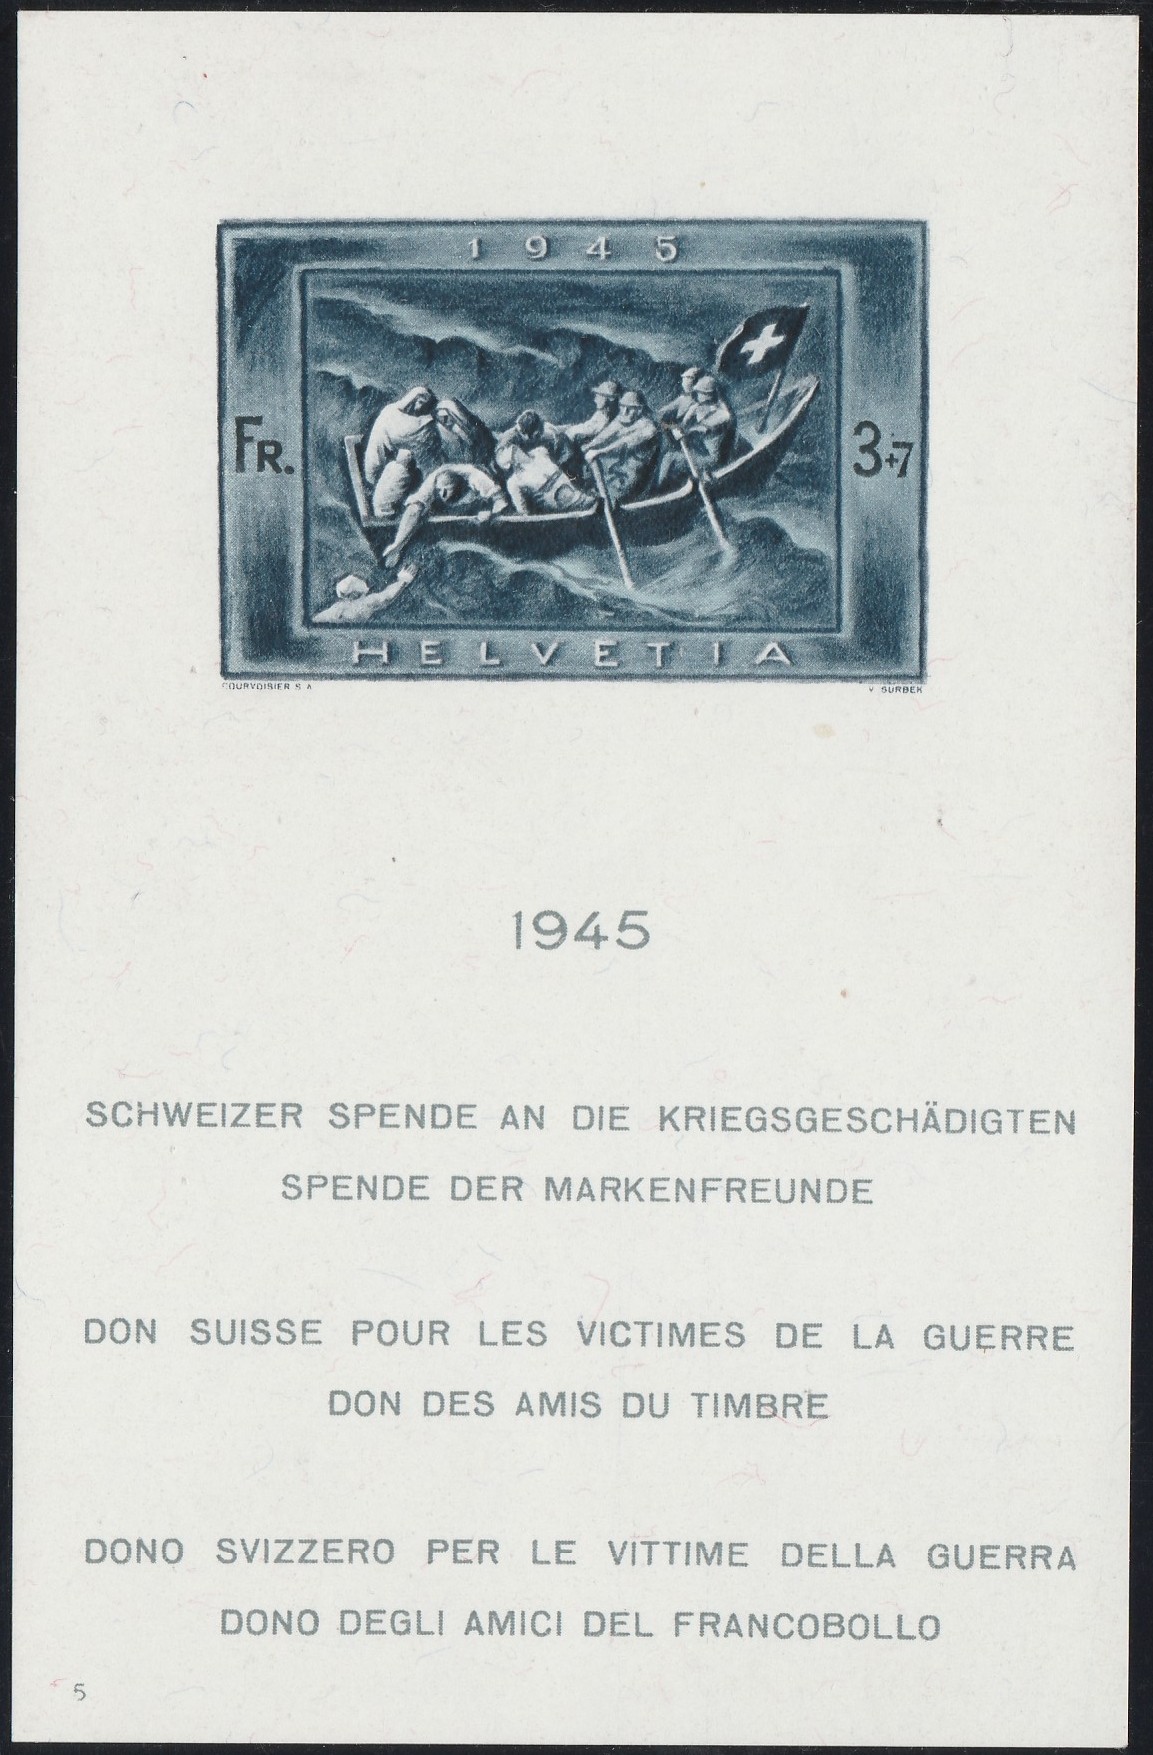 1945
FR. 3+7
HELVETIA
COURVOISIER S A V SURBEK
1945
SCHWEIZER SPENDE AN DIE KRIEGSGESCHÄDIGTEN
SPENDE DER MARKENFREUNDE
DON SUISSE POUR LES VICTIMES DE LA GUERRE
DON DES AMIS DU TIMBRE
DONO SVIZZERO PER LE VITTIME DELLA GUERRA
DONO DEGLI AMICI DEL FRANCOBOLLO
5